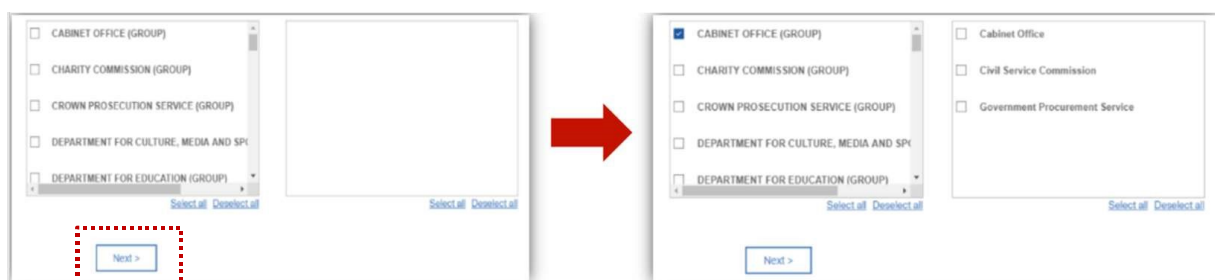 CABINET OFFICE (GROUP)
CHARITY COMMISSION (GROUP)
CROWN PROSECUTION SERVICE (GROUP)
DEPARTMENT FOR CULTURE, MEDIA AND SPO
DEPARTMENT FOR EDUCATION (GROUP)
Select all Deselect all
Select all Deselect all
Next >
CABINET OFFICE (GROUP)
CHARITY COMMISSION (GROUP)
CROWN PROSECUTION SERVICE (GROUP)
DEPARTMENT FOR CULTURE, MEDIA AND SPO
DEPARTMENT FOR EDUCATION (GROUP)
Select all Deselect all
Cabinet Office
Civil Service Commission
Government Procurement Service
Select all Deselect all
Next >